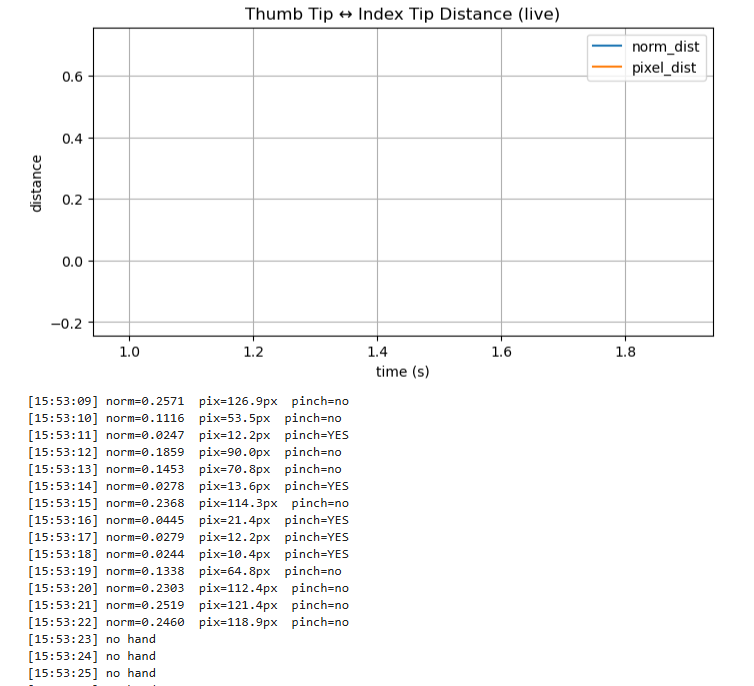 Thumb Tip ↔ Index Tip Distance (live)
norm_dist
pixel_dist
0.6
0.4
0.2
0.0
−0.2
distance
1.0 1.2 1.4 1.6 1.8
time (s)
[15:53:09] norm=0.2571  pix=126.9px  pinch=no
[15:53:10] norm=0.1116  pix=53.5px  pinch=no
[15:53:11] norm=0.0247  pix=12.2px  pinch=YES
[15:53:12] norm=0.1859  pix=90.0px  pinch=no
[15:53:13] norm=0.1453  pix=70.8px  pinch=no
[15:53:14] norm=0.0278  pix=13.6px  pinch=YES
[15:53:15] norm=0.2368  pix=114.3px  pinch=no
[15:53:16] norm=0.0445  pix=21.4px  pinch=YES
[15:53:17] norm=0.0279  pix=12.2px  pinch=YES
[15:53:18] norm=0.0244  pix=10.4px  pinch=YES
[15:53:19] norm=0.1338  pix=64.8px  pinch=no
[15:53:20] norm=0.2303  pix=112.4px  pinch=no
[15:53:21] norm=0.2519  pix=121.4px  pinch=no
[15:53:22] norm=0.2460  pix=118.9px  pinch=no
[15:53:23] no hand
[15:53:24] no hand
[15:53:25] no hand